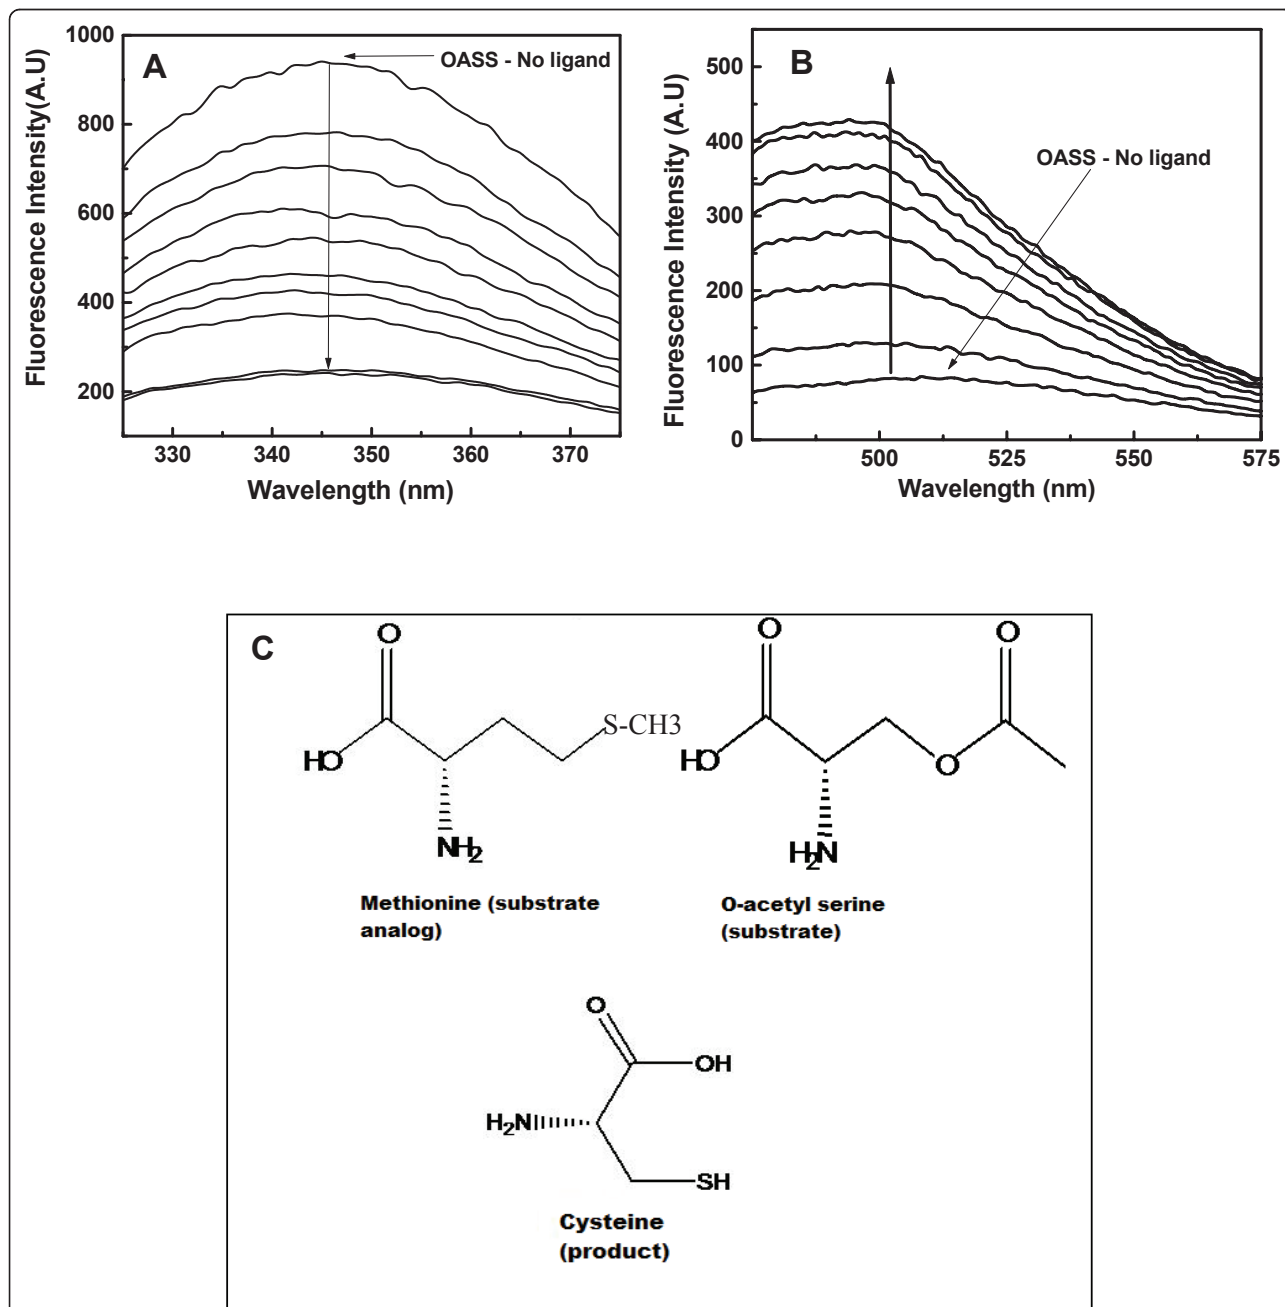 A
OASS - No ligand
Fluorescence Intensity(A.U)
1000
800
600
400
200
330 340 350 360 370
Wavelength (nm)
B
OASS - No ligand
Fluorescence Intensity (A.U)
500
400
300
200
100
0
500 525 550 575
Wavelength (nm)
C
O
HO
S-CH3
NH2
Methionine (substrate
analog)
O
O
HO
O
H2N
O-acetyl serine
(substrate)
O
OH
H2N
SH
Cysteine
(product)